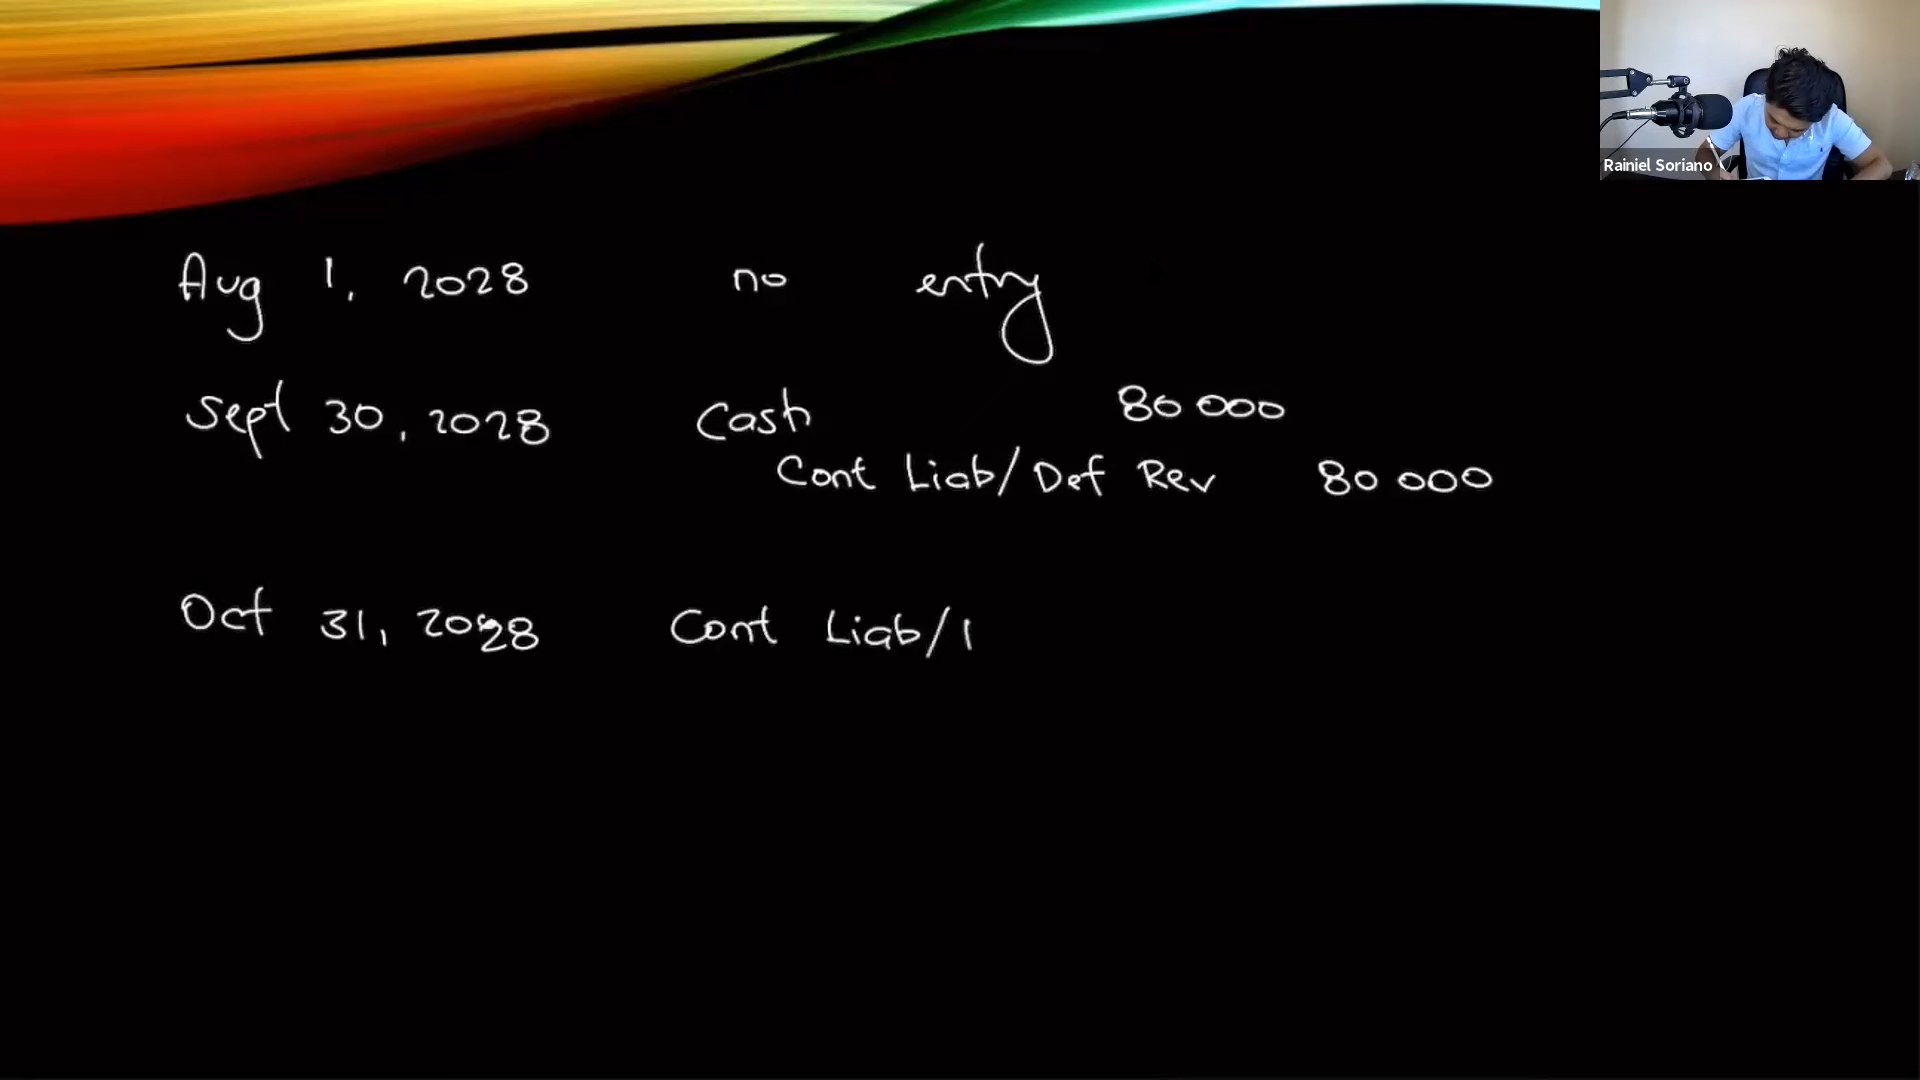 Rainiel Soriano
Aug 1, 2028 no entry
Sept 30, 2028 Cash 80 000
Cont Liab/Def Rev 80 000
Oct 31, 2028 Cont Liab/